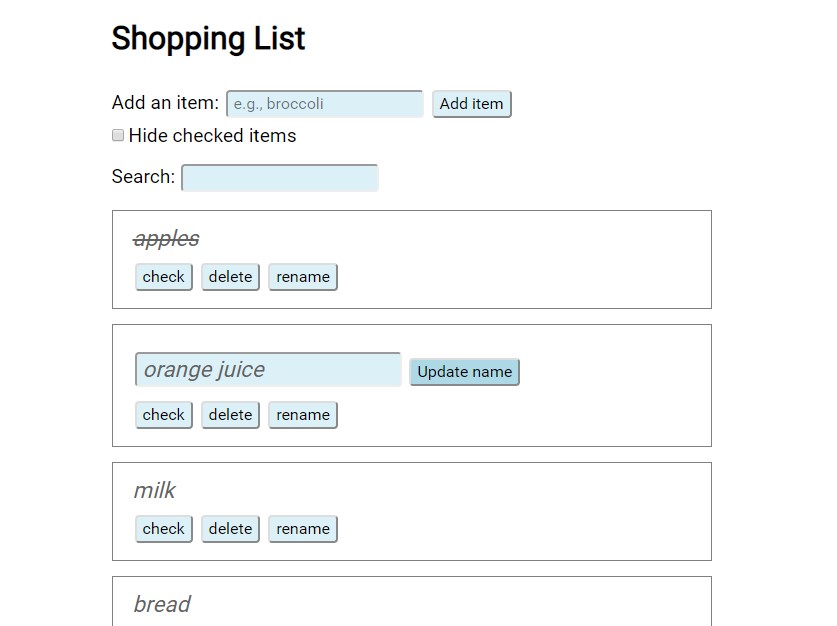 Shopping List
Add an item: e.g., broccoli Add item
Hide checked items
Search:
apples
check delete rename
orange juice Update name
check delete rename
milk
check delete rename
bread